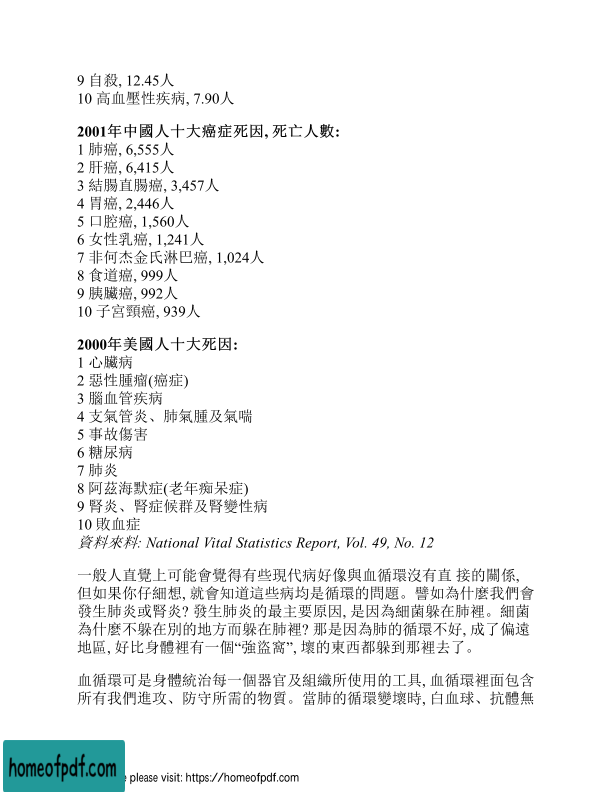 9 自殺, 12.45人
10 高血壓性疾病, 7.90人
2001年中國人十大癌症死因, 死亡人數:
1 肺癌, 6,555人
2 肝癌, 6,415人
3 結腸直腸癌, 3,457人
4 胃癌, 2,446人
5 口腔癌, 1,560人
6 女性乳癌, 1,241人
7 非何杰金氏淋巴癌, 1,024人
8 食道癌, 999人
9 胰臟癌, 992人
10 子宮頸癌, 939人
2000年美國人十大死因:
1 心臟病
2 惡性腫瘤(癌症)
3 腦血管疾病
4 支氣管炎、肺氣腫及氣喘
5 事故傷害
6 糖尿病
7 肺炎
8 阿茲海默症(老年痴呆症)
9 腎炎、腎症候群及腎變性病
10 敗血症
資料來料: National Vital Statistics Report, Vol. 49, No. 12
一般人直覺上可能會覺得有些現代病好像與血循環沒有直 接的關係,
但如果你仔細想, 就會知道這些病均是循環的問題。譬如為什麼我們會
發生肺炎或腎炎? 發生肺炎的最主要原因, 是因為細菌躲在肺裡。細菌
為什麼不躲在別的地方而躲在肺裡? 那是因為肺的循環不好, 成了偏遠
地區, 好比身體裡有一個“強盜窩”, 壞的東西都躲到那裡去了。
血循環可是身體統治每一個器官及組織所使用的工具, 血循環裡面包含
所有我們進攻、防守所需的物質。當肺的循環變壞時, 白血球、抗體無
homeofpdf.com
e please visit: https://homeofpdf.com